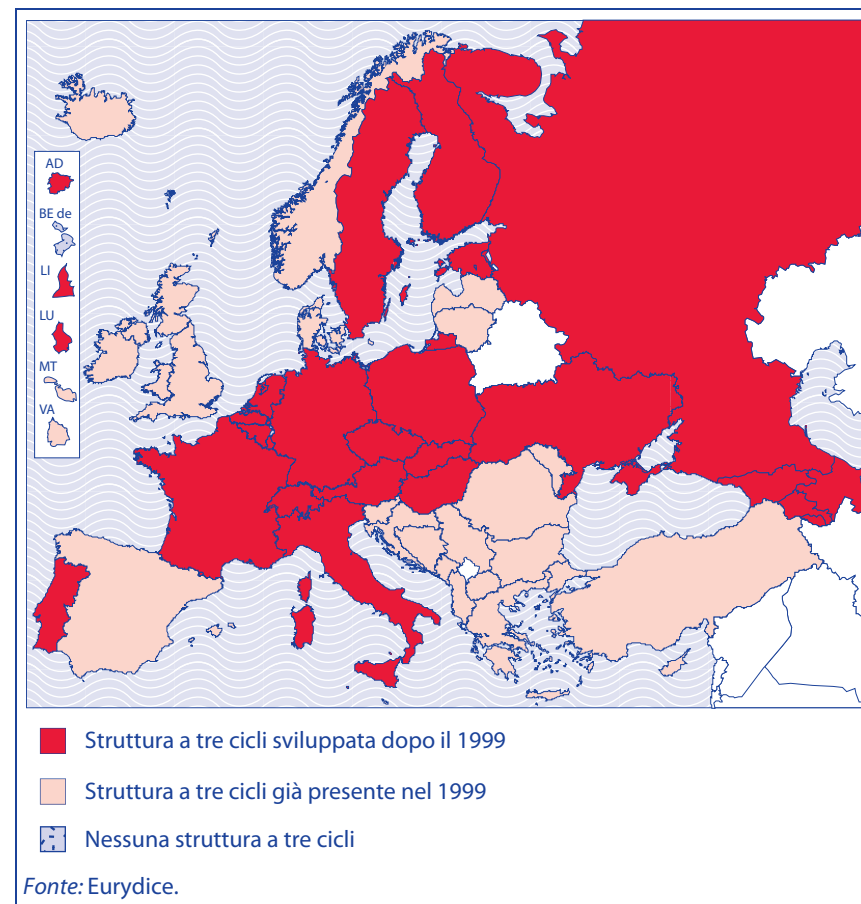 AD
BE de
LI
LU
MT
VA
Struttura a tre cicli sviluppata dopo il 1999
Struttura a tre cicli già presente nel 1999
Nessuna struttura a tre cicli
Fonte: Eurydice.